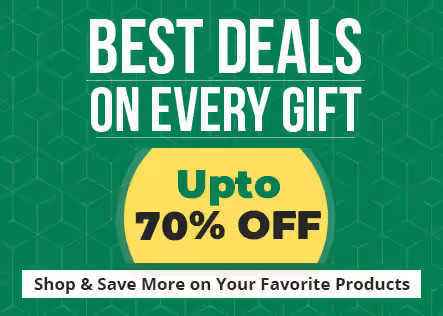 BEST DEALS
ON EVERY GIFT
Upto
70% OFF
Shop & Save More on Your Favorite Products